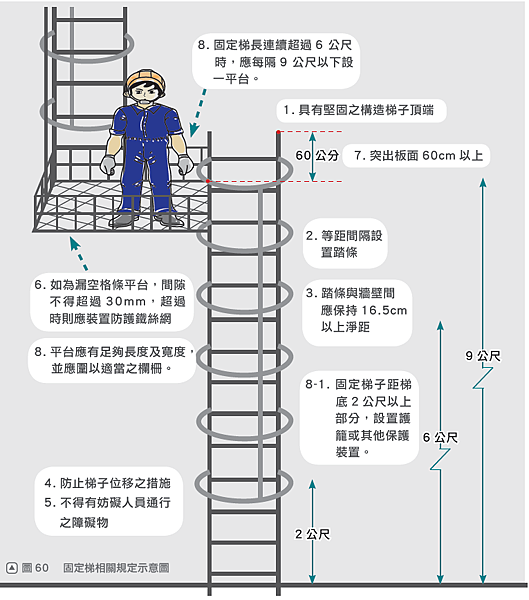 8. 固定梯長連續超過 6 公尺
時，應每隔 9 公尺以下設
一平台。
1. 具有堅固之構造梯子頂端
60 公分
7. 突出板面 60cm 以上
2. 等距間隔設
置踏條
6. 如為漏空格條平台，間隙
不得超過 30mm，超過
時則應裝置防護鐵絲網
3. 踏條與牆壁間
應保持 16.5cm
以上淨距
8. 平台應有足夠長度及寬度，
並應圍以適當之欄柵。
9 公尺
8-1. 固定梯子距梯
底 2 公尺以上
部分，設置護
籠或其他保護
裝置。
6 公尺
4. 防止梯子位移之措施
5. 不得有妨礙人員通行
之障礙物
2 公尺
圖 60 固定梯相關規定示意圖